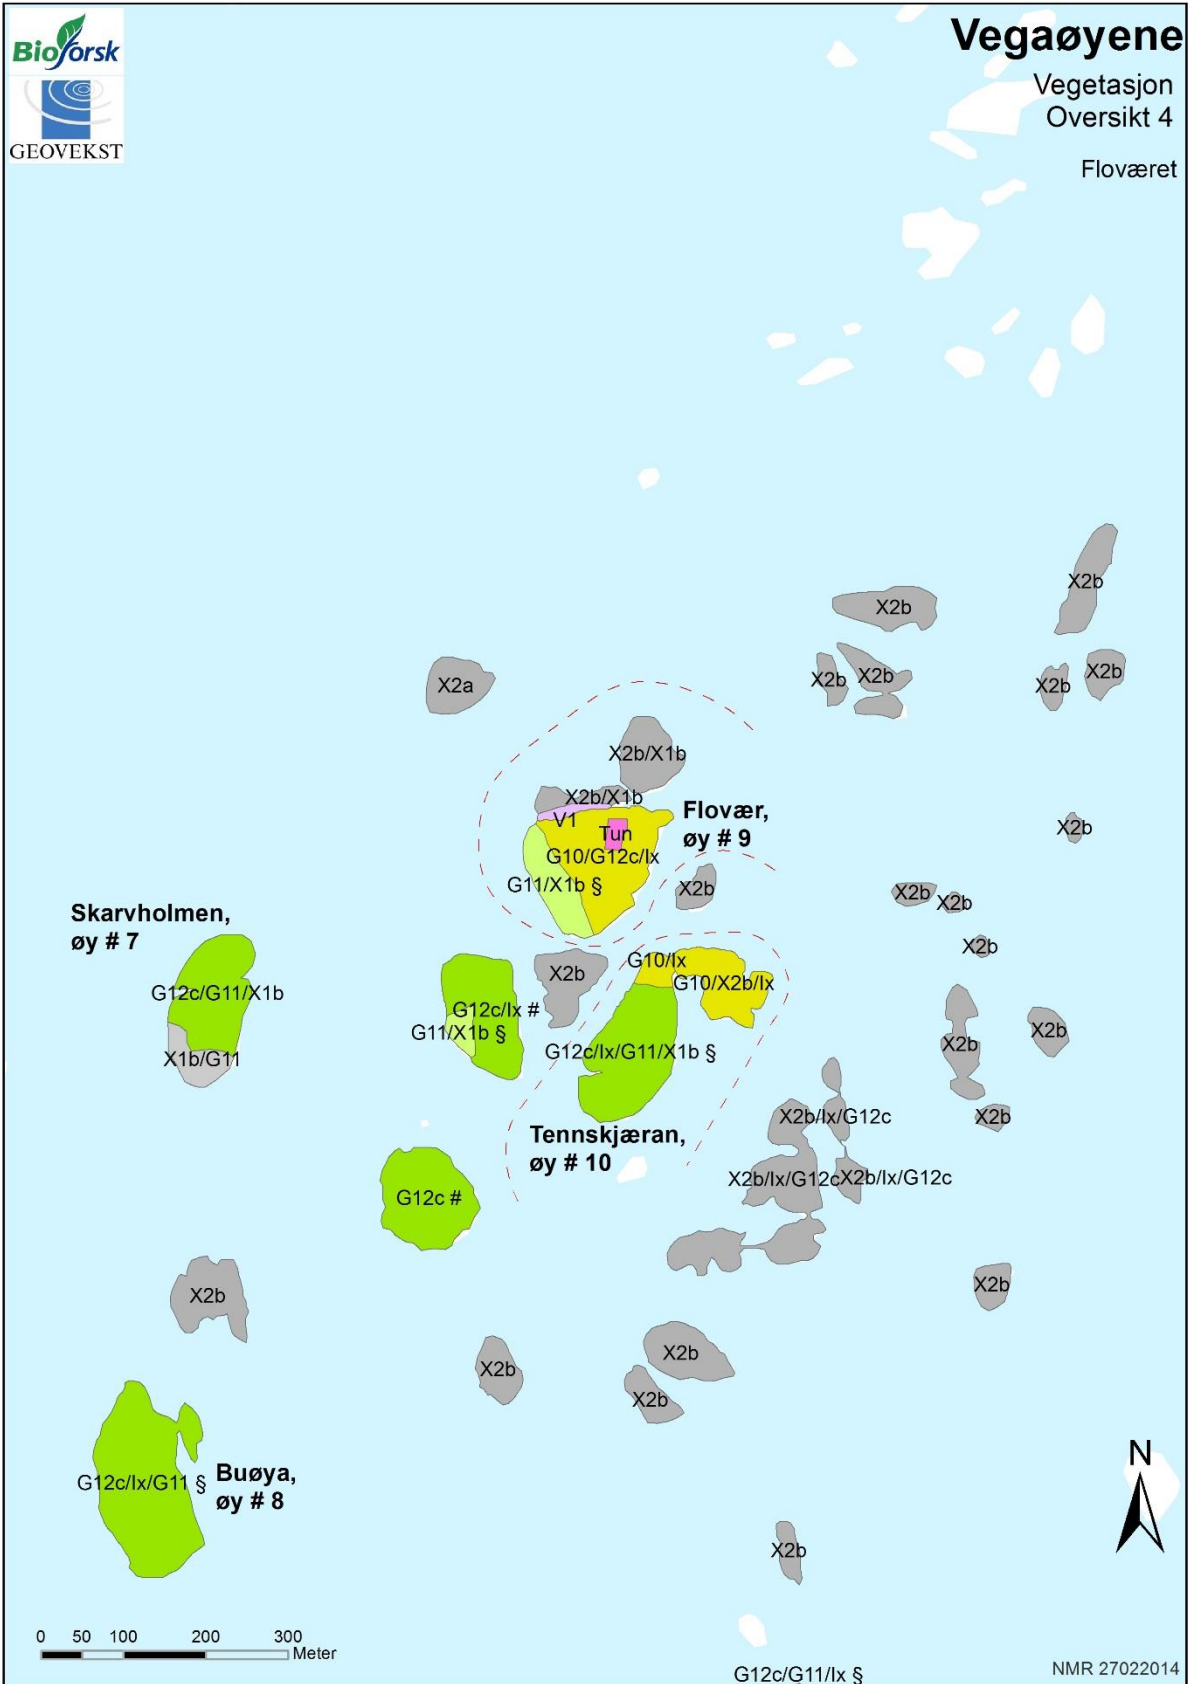 Bioforsk
GEOVEKST
Vegaøyene
Vegetasjon
Oversikt 4
Floværet
X2b
X2b
X2b
X2b
X2b
X2b
X2a
X2b/X1b
X2b/X1b
V1
Tun
G10/G12c/Ix
G11/X1b §
Flovær,
øy # 9
X2b
X2b
X2b
X2b
X2b
Skarvholmen,
øy # 7
G12c/G11/X1b
X1b/G11
G12c/Ix #
G11/X1b §
X2b
G10/Ix
G10/X2b/Ix
G12c/Ix/G11/X1b §
Tennskjæran,
øy # 10
X2b
X2b
X2b
X2b/Ix/G12c
X2b/Ix/G12c
X2b/Ix/G12c
G12c #
X2b
X2b
X2b
X2b
X2b
G12c/Ix/G11 §
Buøya,
øy # 8
N
X2b
0 50 100 200 300
Meter
G12c/G11/Ix §
NMR 27022014